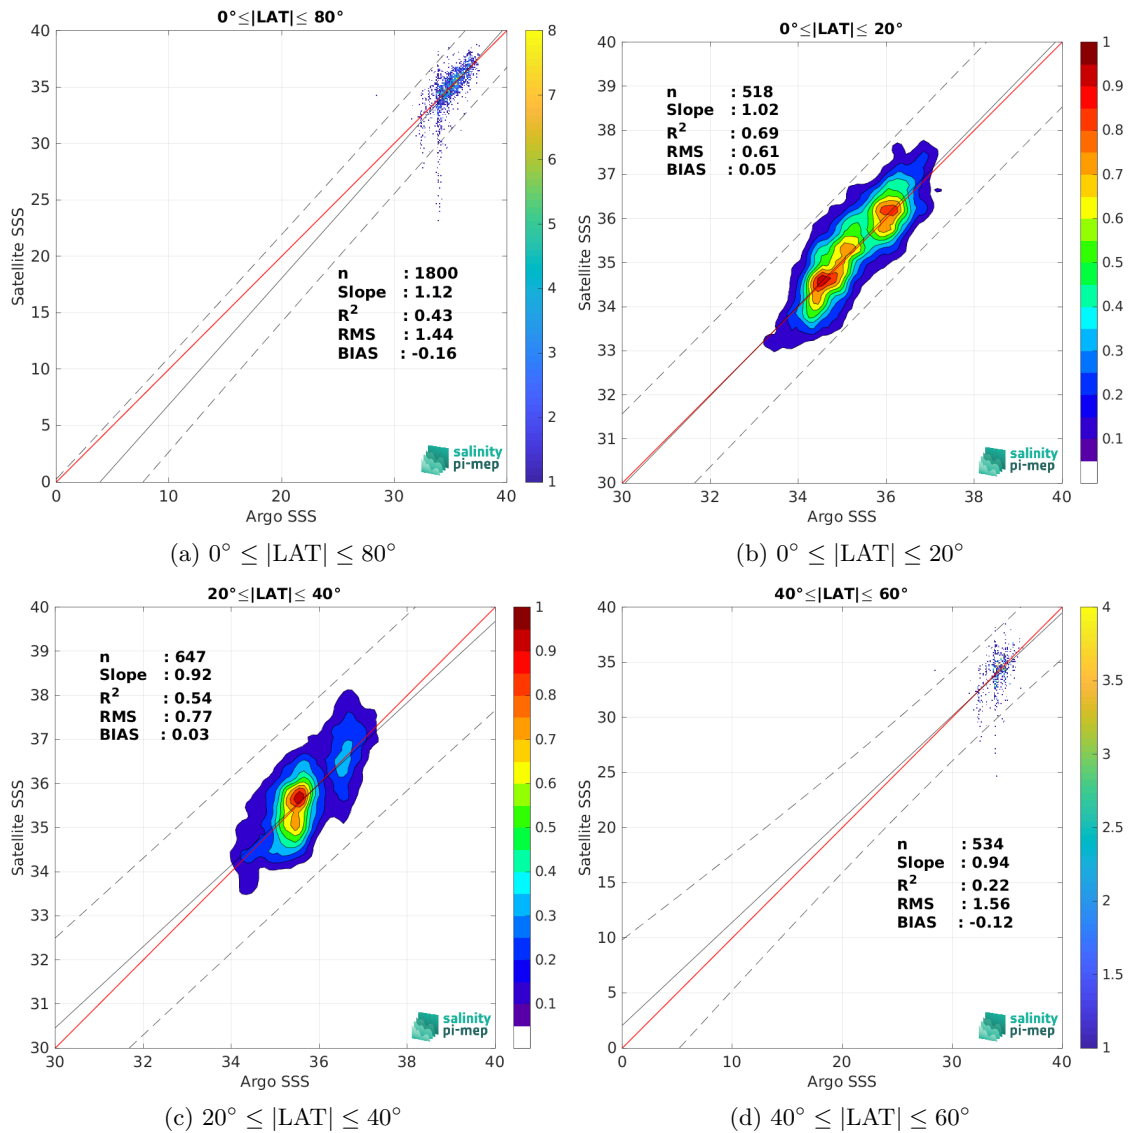 0°≤|LAT|≤ 80°
40
35
30
25
20
15
10
5
0
0
10
20
30
40
Satellite SSS
Argo SSS
n : 1800
Slope : 1.12
R² : 0.43
RMS : 1.44
BIAS : -0.16
8
7
6
5
4
3
2
1
salinity
pi-mep
(a) 0° ≤ |LAT| ≤ 80°
0°≤|LAT|≤ 20°
40
39
38
37
36
35
34
33
32
31
30
30
32
34
36
38
40
Satellite SSS
Argo SSS
n : 518
Slope : 1.02
R² : 0.69
RMS : 0.61
BIAS : 0.05
1
0.9
0.8
0.7
0.6
0.5
0.4
0.3
0.2
0.1
salinity
pi-mep
(b) 0° ≤ |LAT| ≤ 20°
20°≤|LAT|≤ 40°
40
39
38
37
36
35
34
33
32
31
30
30
32
34
36
38
40
Satellite SSS
Argo SSS
n : 647
Slope : 0.92
R² : 0.54
RMS : 0.77
BIAS : 0.03
1
0.9
0.8
0.7
0.6
0.5
0.4
0.3
0.2
0.1
salinity
pi-mep
(c) 20° ≤ |LAT| ≤ 40°
40°≤|LAT|≤ 60°
40
35
30
25
20
15
10
5
0
0
10
20
30
40
Satellite SSS
Argo SSS
n : 534
Slope : 0.94
R² : 0.22
RMS : 1.56
BIAS : -0.12
4
3.5
3
2.5
2
1.5
1
salinity
pi-mep
(d) 40° ≤ |LAT| ≤ 60°